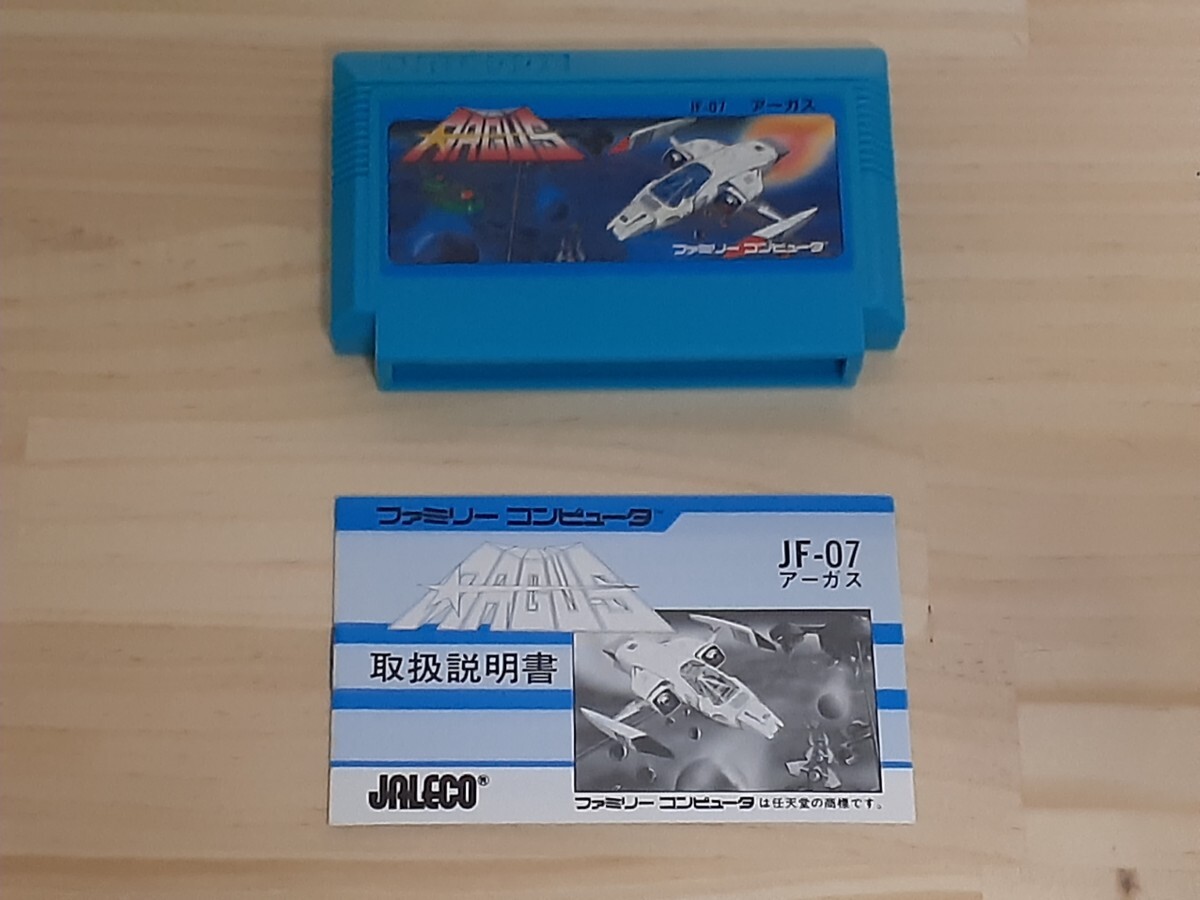 JF-07 アーガス
ARGUS
ファミリー コンピュータ
ファミリー コンピュータ™
ARGUS
JF-07
アーガス
取扱説明書
JALECO®
ファミリー コンピュータは任天堂の商標です。